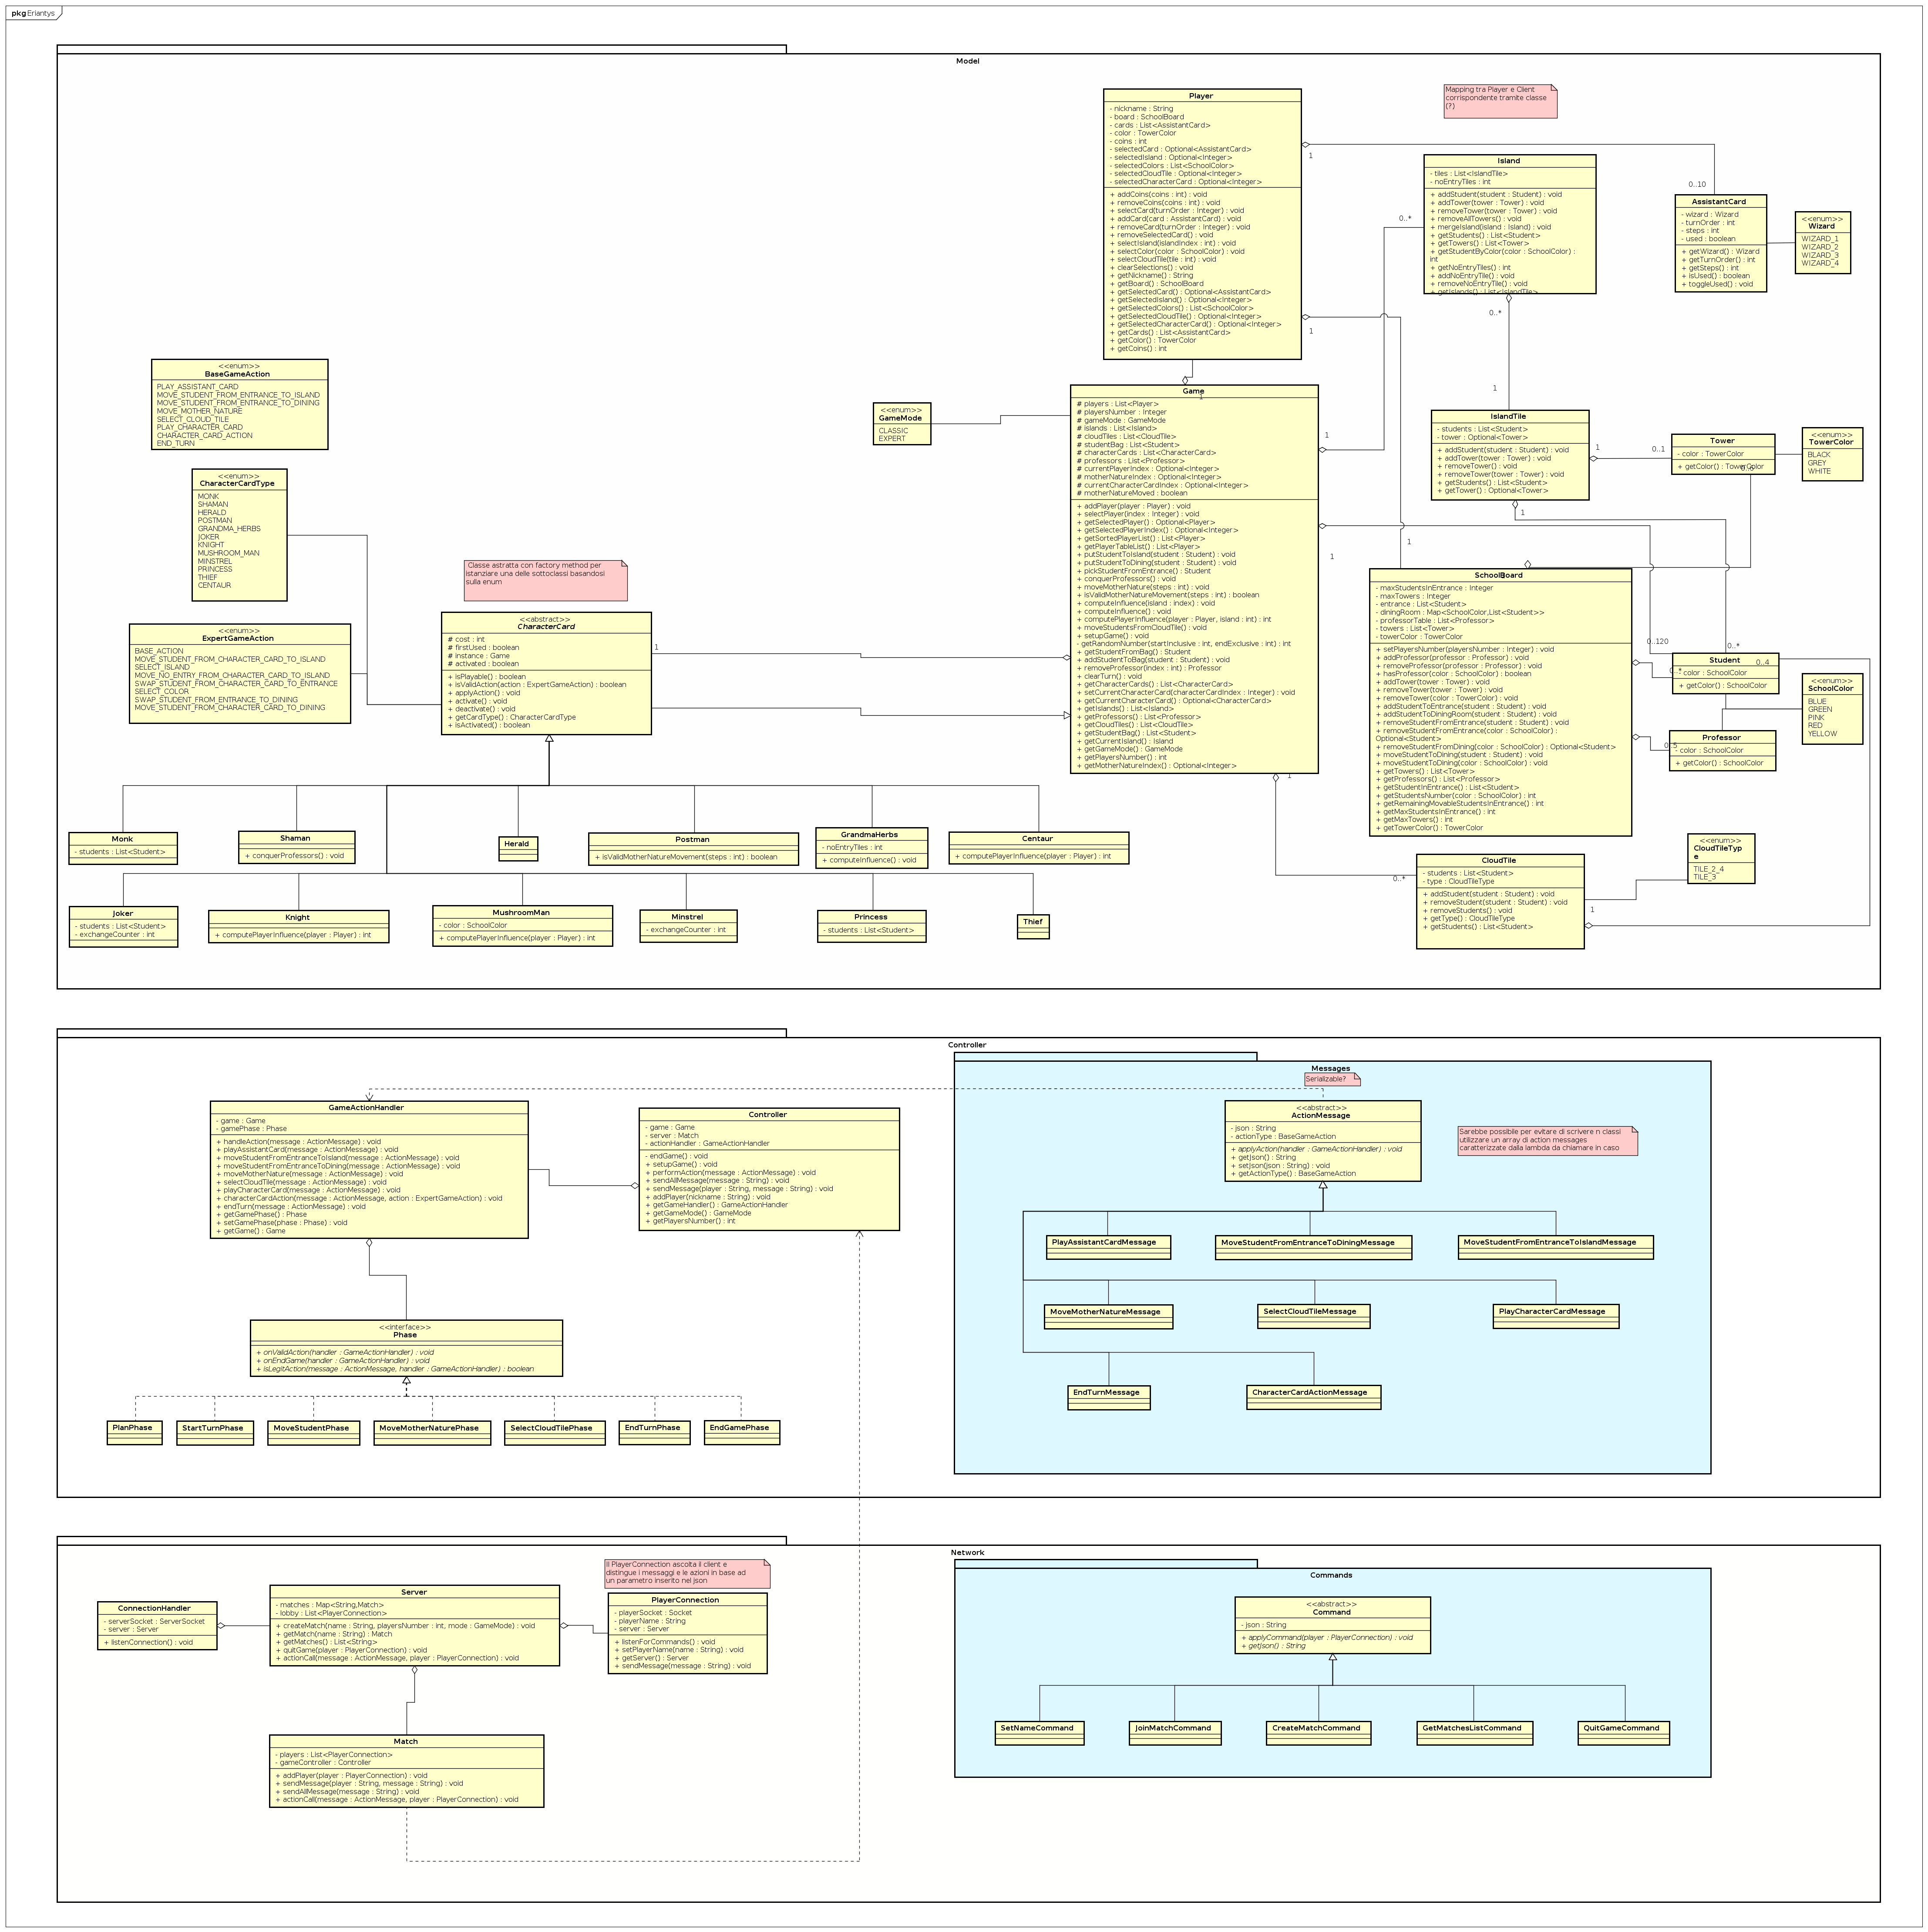 pkg Eriantys
Model
Player
- nickname : String
- board : SchoolBoard
- cards : List<AssistantCard>
- color : TowerColor
- coins : int
- selectedCard : Optional<AssistantCard>
- selectedIsland : Optional<Integer>
- selectedColors : List<SchoolColor>
- selectedCloudTile : Optional<Integer>
- selectedCharacterCard : Optional<Integer>
+ addCoins(coins : int) : void
+ removeCoins(coins : int) : void
+ selectCard(turnOrder : Integer) : void
+ addCard(card : AssistantCard) : void
+ removeCard(turnOrder : Integer) : void
+ removeSelectedCard() : void
+ selectIsland(islandIndex : int) : void
+ selectColor(color : SchoolColor) : void
+ selectCloudTile(tile : int) : void
+ clearSelections() : void
+ getNickname() : String
+ getBoard() : SchoolBoard
+ getSelectedCard() : Optional<AssistantCard>
+ getSelectedIsland() : Optional<Integer>
+ getSelectedColors() : List<SchoolColor>
+ getSelectedCloudTile() : Optional<Integer>
+ getSelectedCharacterCard() : Optional<Integer>
+ getCards() : List<AssistantCard>
+ getColor() : TowerColor
+ getCoins() : int
1
1
Mapping tra Player e Client
corrispondente tramite classe
(?)
Island
- tiles : List<IslandTile>
- noEntryTiles : int
+ addStudent(student : Student) : void
+ addTower(tower : Tower) : void
+ removeTower(tower : Tower) : void
+ removeAllTowers() : void
+ mergeIsland(island : Island) : void
+ getStudents() : List<Student>
+ getTowers() : List<Tower>
+ getStudentByColor(color : SchoolColor) :
int
+ getNoEntryTiles() : int
+ addNoEntryTile() : void
+ removeNoEntryTile() : void
+ getIslands() : List<IslandTile>
0..*
0..*
1
0..10
AssistantCard
- wizard : Wizard
- turnOrder : int
- steps : int
- used : boolean
+ getWizard() : Wizard
+ getTurnOrder() : int
+ getSteps() : int
+ isUsed() : boolean
+ toggleUsed() : void
<<enum>>
Wizard
WIZARD_1
WIZARD_2
WIZARD_3
WIZARD_4
<<enum>>
BaseGameAction
PLAY_ASSISTANT_CARD
MOVE_STUDENT_FROM_ENTRANCE_TO_ISLAND
MOVE_STUDENT_FROM_ENTRANCE_TO_DINING
MOVE_MOTHER_NATURE
SELECT_CLOUD_TILE
PLAY_CHARACTER_CARD
CHARACTER_CARD_ACTION
END_TURN
<<enum>>
GameMode
CLASSIC
EXPERT
Game
1
# players : List<Player>
# playersNumber : Integer
# gameMode : GameMode
# islands : List<Island>
# cloudTiles : List<CloudTile>
# studentBag : List<Student>
# characterCards : List<CharacterCard>
# professors : List<Professor>
# currentPlayerIndex : Optional<Integer>
# motherNatureIndex : Optional<Integer>
# currentCharacterCardIndex : Optional<Integer>
# motherNatureMoved : boolean
+ addPlayer(player : Player) : void
+ selectPlayer(index : Integer) : void
+ getSelectedPlayer() : Optional<Player>
+ getSelectedPlayerIndex() : Optional<Integer>
+ getSortedPlayerList() : List<Player>
+ getPlayerTableList() : List<Player>
+ putStudentToIsland(student : Student) : void
+ putStudentToDining(student : Student) : void
+ pickStudentFromEntrance() : Student
+ conquerProfessors() : void
+ moveMotherNature(steps : int) : void
+ isValidMotherNatureMovement(steps : int) : boolean
+ computeInfluence(island : index) : void
+ computeInfluence() : void
+ computePlayerInfluence(player : Player, island : int) : int
+ moveStudentsFromCloudTile() : void
+ setupGame() : void
- getRandomNumber(startInclusive : int, endExclusive : int) : int
+ getStudentFromBag() : Student
+ addStudentToBag(student : Student) : void
+ removeProfessor(index : int) : Professor
+ clearTurn() : void
+ getCharacterCards() : List<CharacterCard>
+ setCurrentCharacterCard(characterCardIndex : Integer) : void
+ getCurrentCharacterCard() : Optional<CharacterCard>
+ getIslands() : List<Island>
+ getProfessors() : List<Professor>
+ getCloudTiles() : List<CloudTile>
+ getStudentBag() : List<Student>
+ getCurrentIsland() : Island
+ getGameMode() : GameMode
+ getPlayersNumber() : int
+ getMotherNatureIndex() : Optional<Integer>
1
1
1
1
IslandTile
- students : List<Student>
- tower : Optional<Tower>
+ addStudent(student : Student) : void
+ addTower(tower : Tower) : void
+ removeTower() : void
+ removeTower(tower : Tower) : void
+ getStudents() : List<Student>
+ getTower() : Optional<Tower>
1
0..1
1
Tower
- color : TowerColor
+ getColor() : TowerColor
<<enum>>
TowerColor
BLACK
GREY
WHITE
<<enum>>
CharacterCardType
MONK
SHAMAN
HERALD
POSTMAN
GRANDMA_HERBS
JOKER
KNIGHT
MUSHROOM_MAN
MINSTREL
PRINCESS
THIEF
CENTAUR
Classe astratta con factory method per
istanziare una delle sottoclassi basandosi
sulla enum
<<enum>>
ExpertGameAction
BASE_ACTION
MOVE_STUDENT_FROM_CHARACTER_CARD_TO_ISLAND
SELECT_ISLAND
MOVE_NO_ENTRY_FROM_CHARACTER_CARD_TO_ISLAND
SWAP_STUDENT_FROM_CHARACTER_CARD_TO_ENTRANCE
SELECT_COLOR
SWAP_STUDENT_FROM_ENTRANCE_TO_DINING
MOVE_STUDENT_FROM_CHARACTER_CARD_TO_DINING
<<abstract>>
CharacterCard
# cost : int
# firstUsed : boolean
# instance : Game
# activated : boolean
+ isPlayable() : boolean
+ isValidAction(action : ExpertGameAction) : boolean
+ applyAction() : void
+ activate() : void
+ deactivate() : void
+ getCardType() : CharacterCardType
+ isActivated() : boolean
1
SchoolBoard
- maxStudentsInEntrance : Integer
- maxTowers : Integer
- entrance : List<Student>
- diningRoom : Map<SchoolColor,List<Student>>
- professorTable : List<Professor>
- towers : List<Tower>
- towerColor : TowerColor
+ setPlayersNumber(playersNumber : Integer) : void
+ addProfessor(professor : Professor) : void
+ removeProfessor(professor : Professor) : void
+ hasProfessor(color : SchoolColor) : boolean
+ addTower(tower : Tower) : void
+ removeTower(tower : Tower) : void
+ removeTower(color : TowerColor) : void
+ addStudentToEntrance(student : Student) : void
+ addStudentToDiningRoom(student : Student) : void
+ removeStudentFromEntrance(student : Student) : void
+ removeStudentFromEntrance(color : SchoolColor) :
Optional<Student>
+ removeStudentFromDining(color : SchoolColor) : Optional<Student>
+ moveStudentToDining(student : Student) : void
+ moveStudentToDining(color : SchoolColor) : void
+ getTowers() : List<Tower>
+ getProfessors() : List<Professor>
+ getStudentInEntrance() : List<Student>
+ getStudentsNumber(color : SchoolColor) : int
+ getRemainingMovableStudentsInEntrance() : int
+ getMaxStudentsInEntrance() : int
+ getMaxTowers() : int
+ getTowerColor() : TowerColor
0..120
0..*
0..4
Student
- color : SchoolColor
+ getColor() : SchoolColor
<<enum>>
SchoolColor
BLUE
GREEN
PINK
RED
YELLOW
Professor
- color : SchoolColor
+ getColor() : SchoolColor
Monk
- students : List<Student>
Shaman
+ conquerProfessors() : void
Herald
Postman
+ isValidMotherNatureMovement(steps : int) : boolean
GrandmaHerbs
- noEntryTiles : int
+ computeInfluence() : void
Centaur
+ computePlayerInfluence(player : Player) : int
Joker
- students : List<Student>
- exchangeCounter : int
Knight
+ computePlayerInfluence(player : Player) : int
MushroomMan
- color : SchoolColor
+ computePlayerInfluence(player : Player) : int
Minstrel
- exchangeCounter : int
Princess
- students : List<Student>
Thief
0..*
CloudTile
- students : List<Student>
- type : CloudTileType
+ addStudent(student : Student) : void
+ removeStudent(student : Student) : void
+ removeStudents() : void
+ getType() : CloudTileType
+ getStudents() : List<Student>
1
<<enum>>
CloudTileTyp
e
TILE_2_4
TILE_3
Controller
GameActionHandler
- game : Game
- gamePhase : Phase
+ handleAction(message : ActionMessage) : void
+ playAssistantCard(message : ActionMessage) : void
+ moveStudentFromEntranceToIsland(message : ActionMessage) : void
+ moveStudentFromEntranceToDining(message : ActionMessage) : void
+ moveMotherNature(message : ActionMessage) : void
+ selectCloudTile(message : ActionMessage) : void
+ playCharacterCard(message : ActionMessage) : void
+ characterCardAction(message : ActionMessage, action : ExpertGameAction) : void
+ endTurn(message : ActionMessage) : void
+ getGamePhase() : Phase
+ setGamePhase(phase : Phase) : void
+ getGame() : Game
Controller
- game : Game
- server : Match
- actionHandler : GameActionHandler
- endGame() : void
+ setupGame() : void
+ performAction(message : ActionMessage) : void
+ sendAllMessage(message : String) : void
+ sendMessage(player : String, message : String) : void
+ addPlayer(nickname : String) : void
+ getGameHandler() : GameActionHandler
+ getGameMode() : GameMode
+ getPlayersNumber() : int
<<interface>>
Phase
+ onValidAction(handler : GameActionHandler) : void
+ onEndGame(handler : GameActionHandler) : void
+ isLegitAction(message : ActionMessage, handler : GameActionHandler) : boolean
PlanPhase
StartTurnPhase
MoveStudentPhase
MoveMotherNaturePhase
SelectCloudTilePhase
EndTurnPhase
EndGamePhase
Messages
Serializable?
<<abstract>>
ActionMessage
- json : String
- actionType : BaseGameAction
+ applyAction(handler : GameActionHandler) : void
+ getJson() : String
+ setJson(json : String) : void
+ getActionType() : BaseGameAction
Sarebbe possibile per evitare di scrivere n classi
utilizzare un array di action messages
caratterizzate dalla lambda da chiamare in caso
PlayAssistantCardMessage
MoveStudentFromEntranceToDiningMessage
MoveStudentFromEntranceToIslandMessage
MoveMotherNatureMessage
SelectCloudTileMessage
PlayCharacterCardMessage
EndTurnMessage
CharacterCardActionMessage
Network
ConnectionHandler
- serverSocket : ServerSocket
- server : Server
+ listenConnection() : void
Server
- matches : Map<String,Match>
- lobby : List<PlayerConnection>
+ createMatch(name : String, playersNumber : int, mode : GameMode) : void
+ getMatch(name : String) : Match
+ getMatches() : List<String>
+ quitGame(player : PlayerConnection) : void
+ actionCall(message : ActionMessage, player : PlayerConnection) : void
Il PlayerConnection ascolta il client e
distingue i messaggi e le azioni in base ad
un parametro inserito nel json
PlayerConnection
- playerSocket : Socket
- playerName : String
- server : Server
+ listenForCommands() : void
+ setPlayerName(name : String) : void
+ getServer() : Server
+ sendMessage(message : String) : void
Match
- players : List<PlayerConnection>
- gameController : Controller
+ addPlayer(player : PlayerConnection) : void
+ sendMessage(player : String, message : String) : void
+ sendAllMessage(message : String) : void
+ actionCall(message : ActionMessage, player : PlayerConnection) : void
Commands
<<abstract>>
Command
- json : String
+ applyCommand(player : PlayerConnection) : void
+ getJson() : String
SetNameCommand
JoinMatchCommand
CreateMatchCommand
GetMatchesListCommand
QuitGameCommand